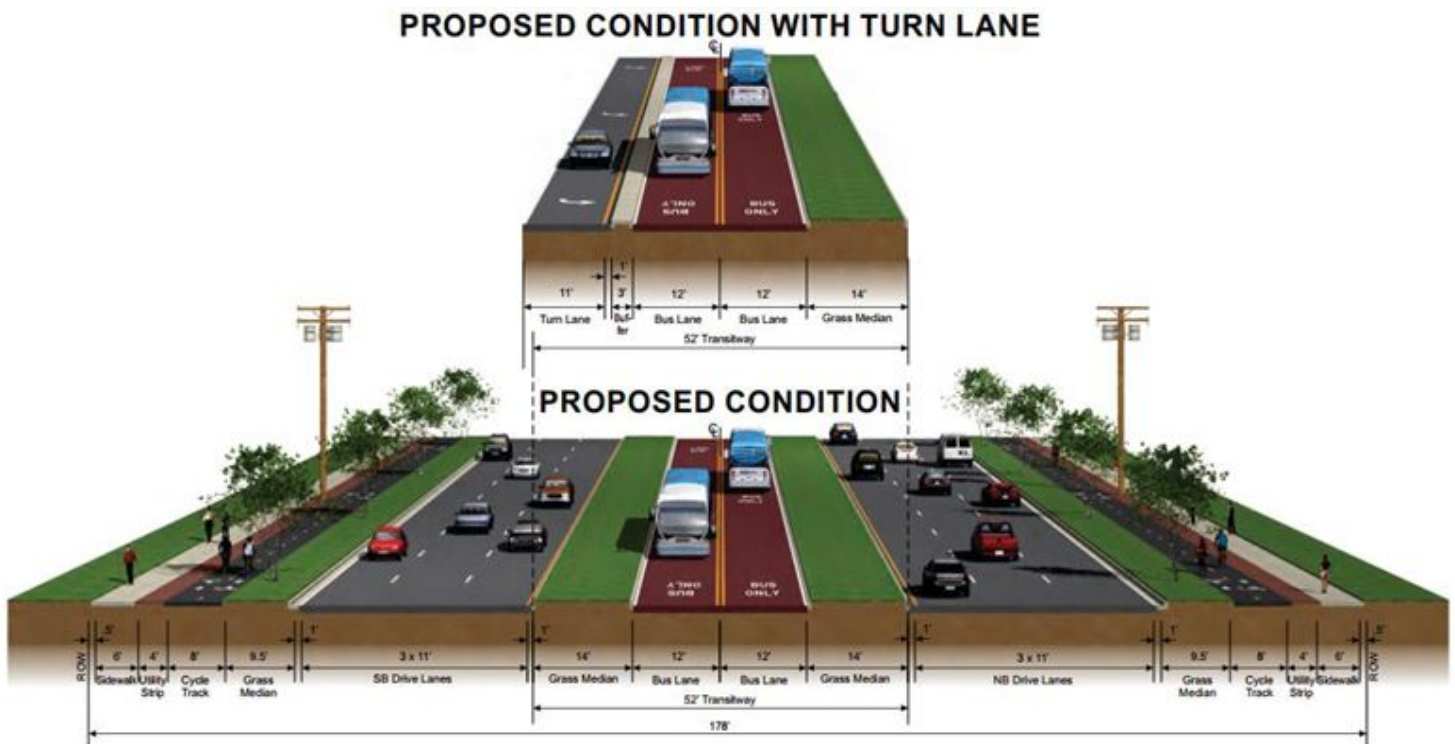 PROPOSED CONDITION WITH TURN LANE
℄
BUS ONLY
BUS ONLY
ONLY ONLY
BUS BUS
1'
11' 3' 12' 12' 14'
Turn Lane Buf- Bus Lane Bus Lane Grass Median
fer
52' Transitway
PROPOSED CONDITION
℄
ONLY ONLY
BUS BUS
.5' 1' 1' 1' 1' .5'
ROW 6' 4' 8' 9.5' 3 x 11' 14' 12' 12' 14' 3 x 11' 9.5' 8' 4' 6' ROW
Sidewalk Utility Cycle Grass SB Drive Lanes Grass Median Bus Lane Bus Lane Grass Median NB Drive Lanes Grass Cycle Utility Sidewalk
Strip Track Median Median Track Strip
52' Transitway
178'